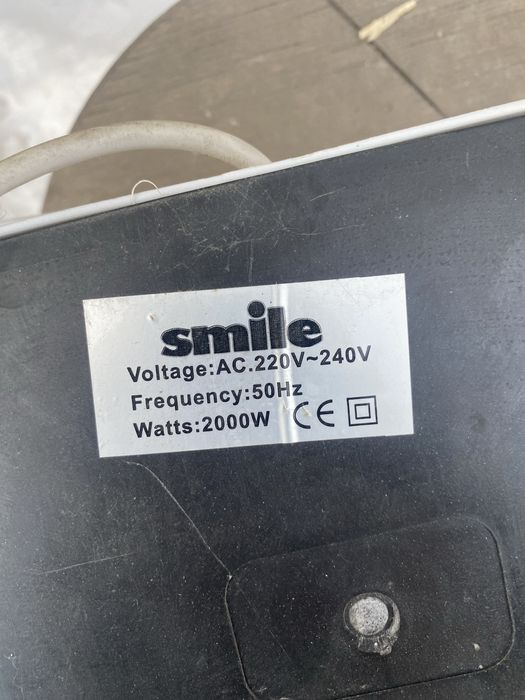 smile
Voltage:AC.220V~240V
Frequency:50Hz
Watts:2000W CE